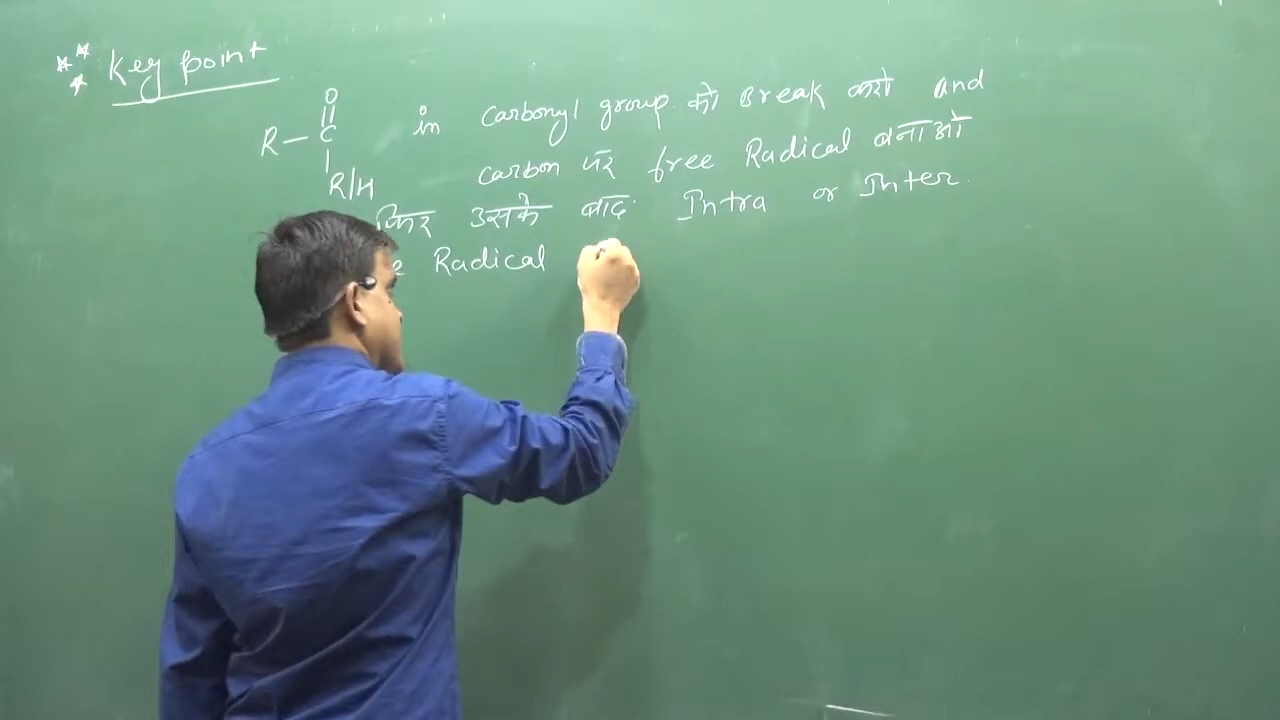 Key point
O
R – C in carbonyl group को Break करो and
R/H carbon पर free Radical बनाओ
फिर उसके बाद Intra or Inter
Radical